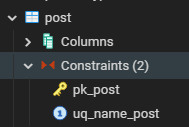 post
Columns
Constraints (2)
pk_post
uq_name_post